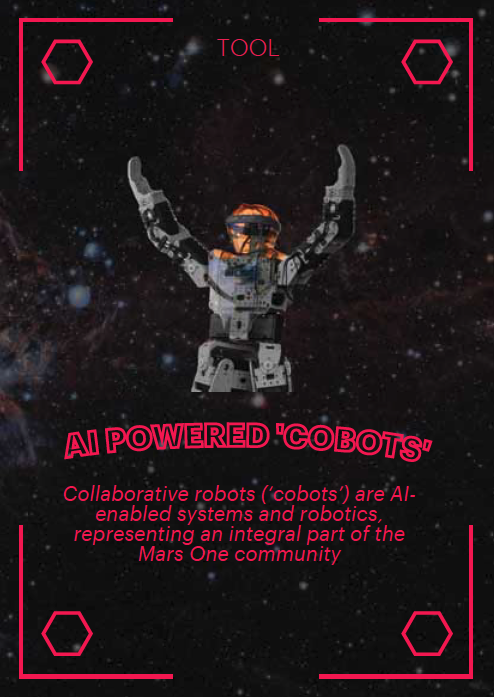 TOOL
AI POWERED 'COBOTS'
Collaborative robots (‘cobots’) are AI-
enabled systems and robotics,
representing an integral part of the
Mars One community